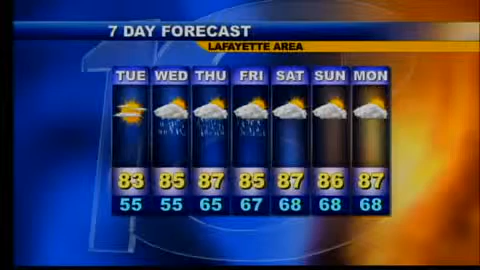 7 DAY FORECAST
LAFAYETTE AREA
TUE WED THU FRI SAT SUN MON
83 85 87 85 87 86 87
55 55 65 67 68 68 68